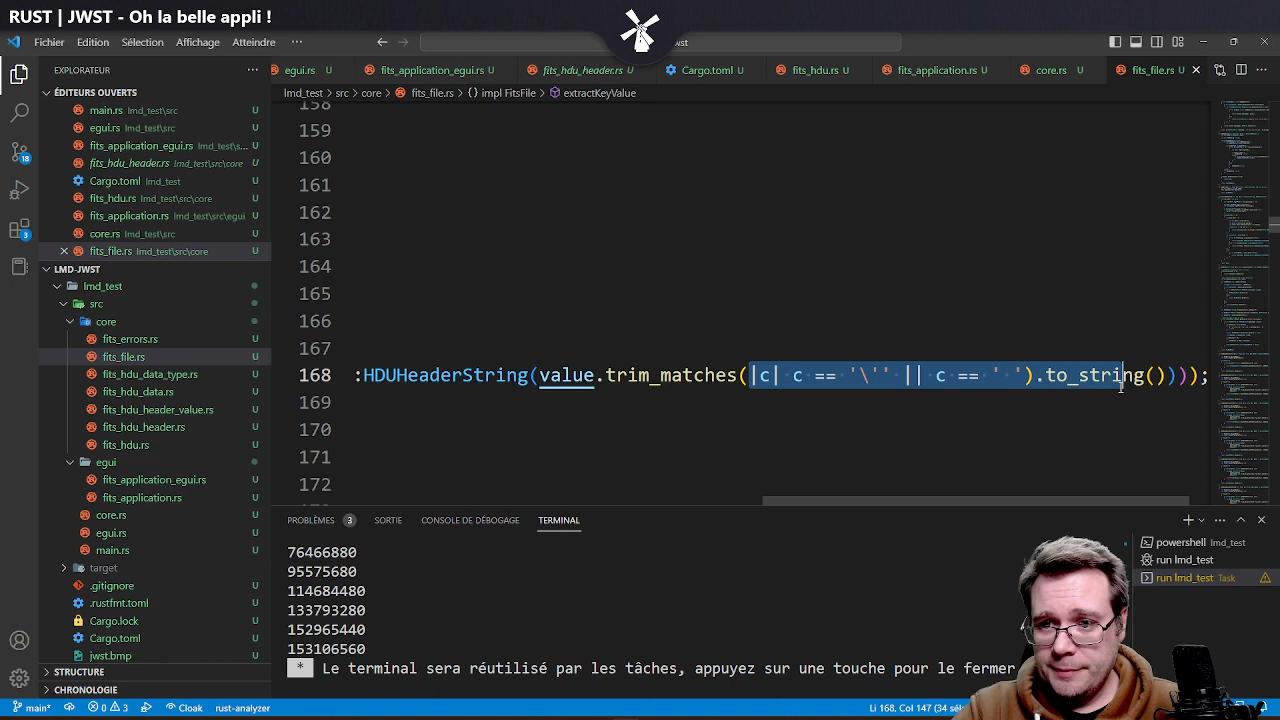 RUST | JWST - Oh la belle appli !
Fichier Edition Sélection Affichage Atteindre ···
wst
EXPLORATEUR
egui.rs U fits_application_egui.rs U fits_hdu_header.rs U Cargo.toml U fits_hdu.rs U fits_application.rs U core.rs U fits_file.rs U
lmd_test > src > core > fits_file.rs > {} impl FitsFile > extractKeyValue
ÉDITEURS OUVERTS
main.rs lmd_test\src U
egui.rs lmd_test\src U
fits_application_egui.rs lmd_test\s... U
fits_hdu_header.rs lmd_test\src\core U
Cargo.toml lmd_test U
fits_hdu.rs lmd_test\src\core U
fits_application.rs lmd_test\src\egui U
core.rs lmd_test\src U
fits_file.rs lmd_test\src\core U
LMD-JWST
lmd_test
src
core
fits_errors.rs U
fits_file.rs U
fits_hdu_data_type.rs U
fits_hdu_data.rs U
fits_hdu_header_value.rs U
fits_hdu_header.rs U
fits_hdu.rs U
egui
fits_application_egui.rs U
fits_application.rs U
core.rs U
egui.rs U
main.rs U
target
.gitignore U
.rustfmt.toml U
Cargo.lock U
Cargo.toml U
jwst.bmp U
STRUCTURE
CHRONOLOGIE
158
159
160
161
162
163
164
165
166
167
168 :HDUHeaderString(value.trim_matches(|c| c == '\'' || c == ' ').to_string())),
169
170
171
172
PROBLÈMES 3 SORTIE CONSOLE DE DÉBOGAGE TERMINAL
76466880
95575680
114684480
133793280
152965440
153106560
* Le terminal sera réutilisé par les tâches, appuyez sur une touche pour le fermer
powershell lmd_test
run lmd_test
run lmd_test Task
18
3
main* 0 3 Cloak rust-analyzer
Li 168, Col 147